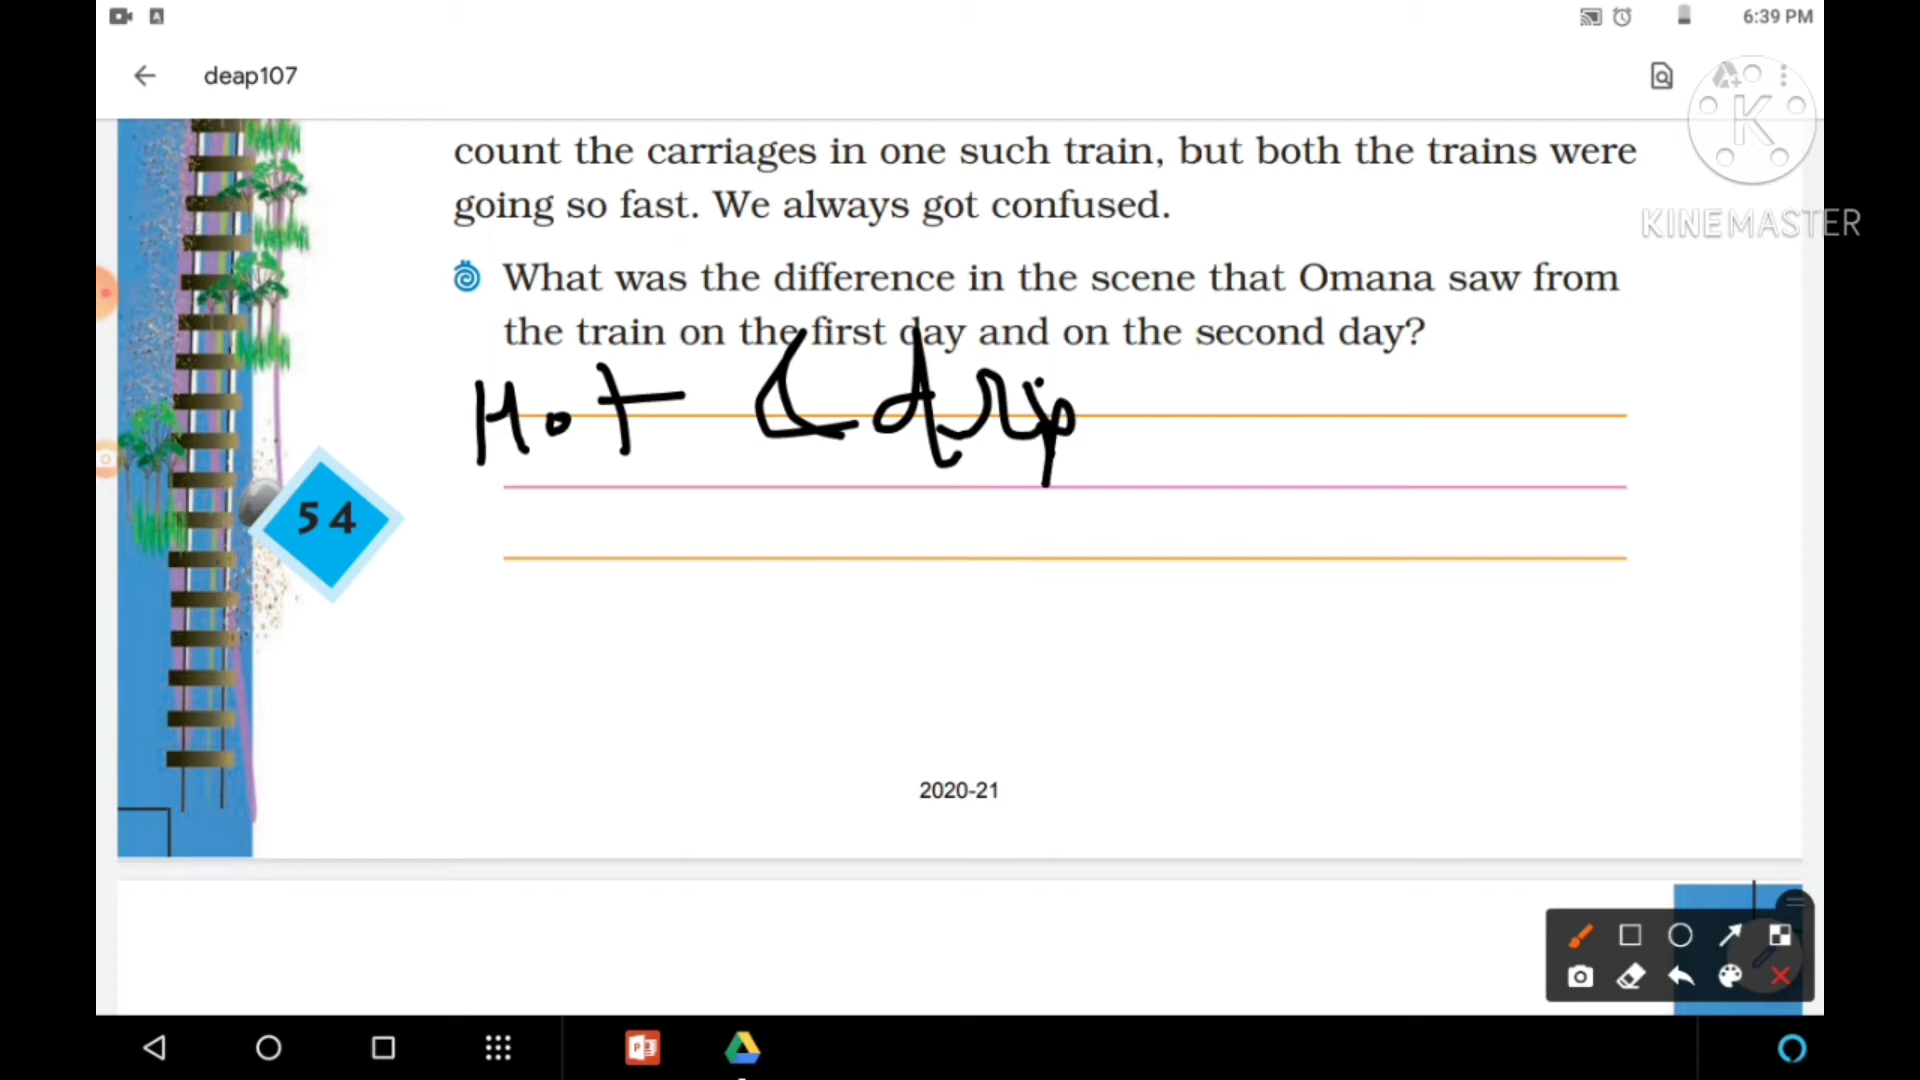 6:39 PM
deap107
count the carriages in one such train, but both the trains were
going so fast. We always got confused.
KINEMASTER
What was the difference in the scene that Omana saw from
the train on the first day and on the second day?
Hot & drip
54
2020-21